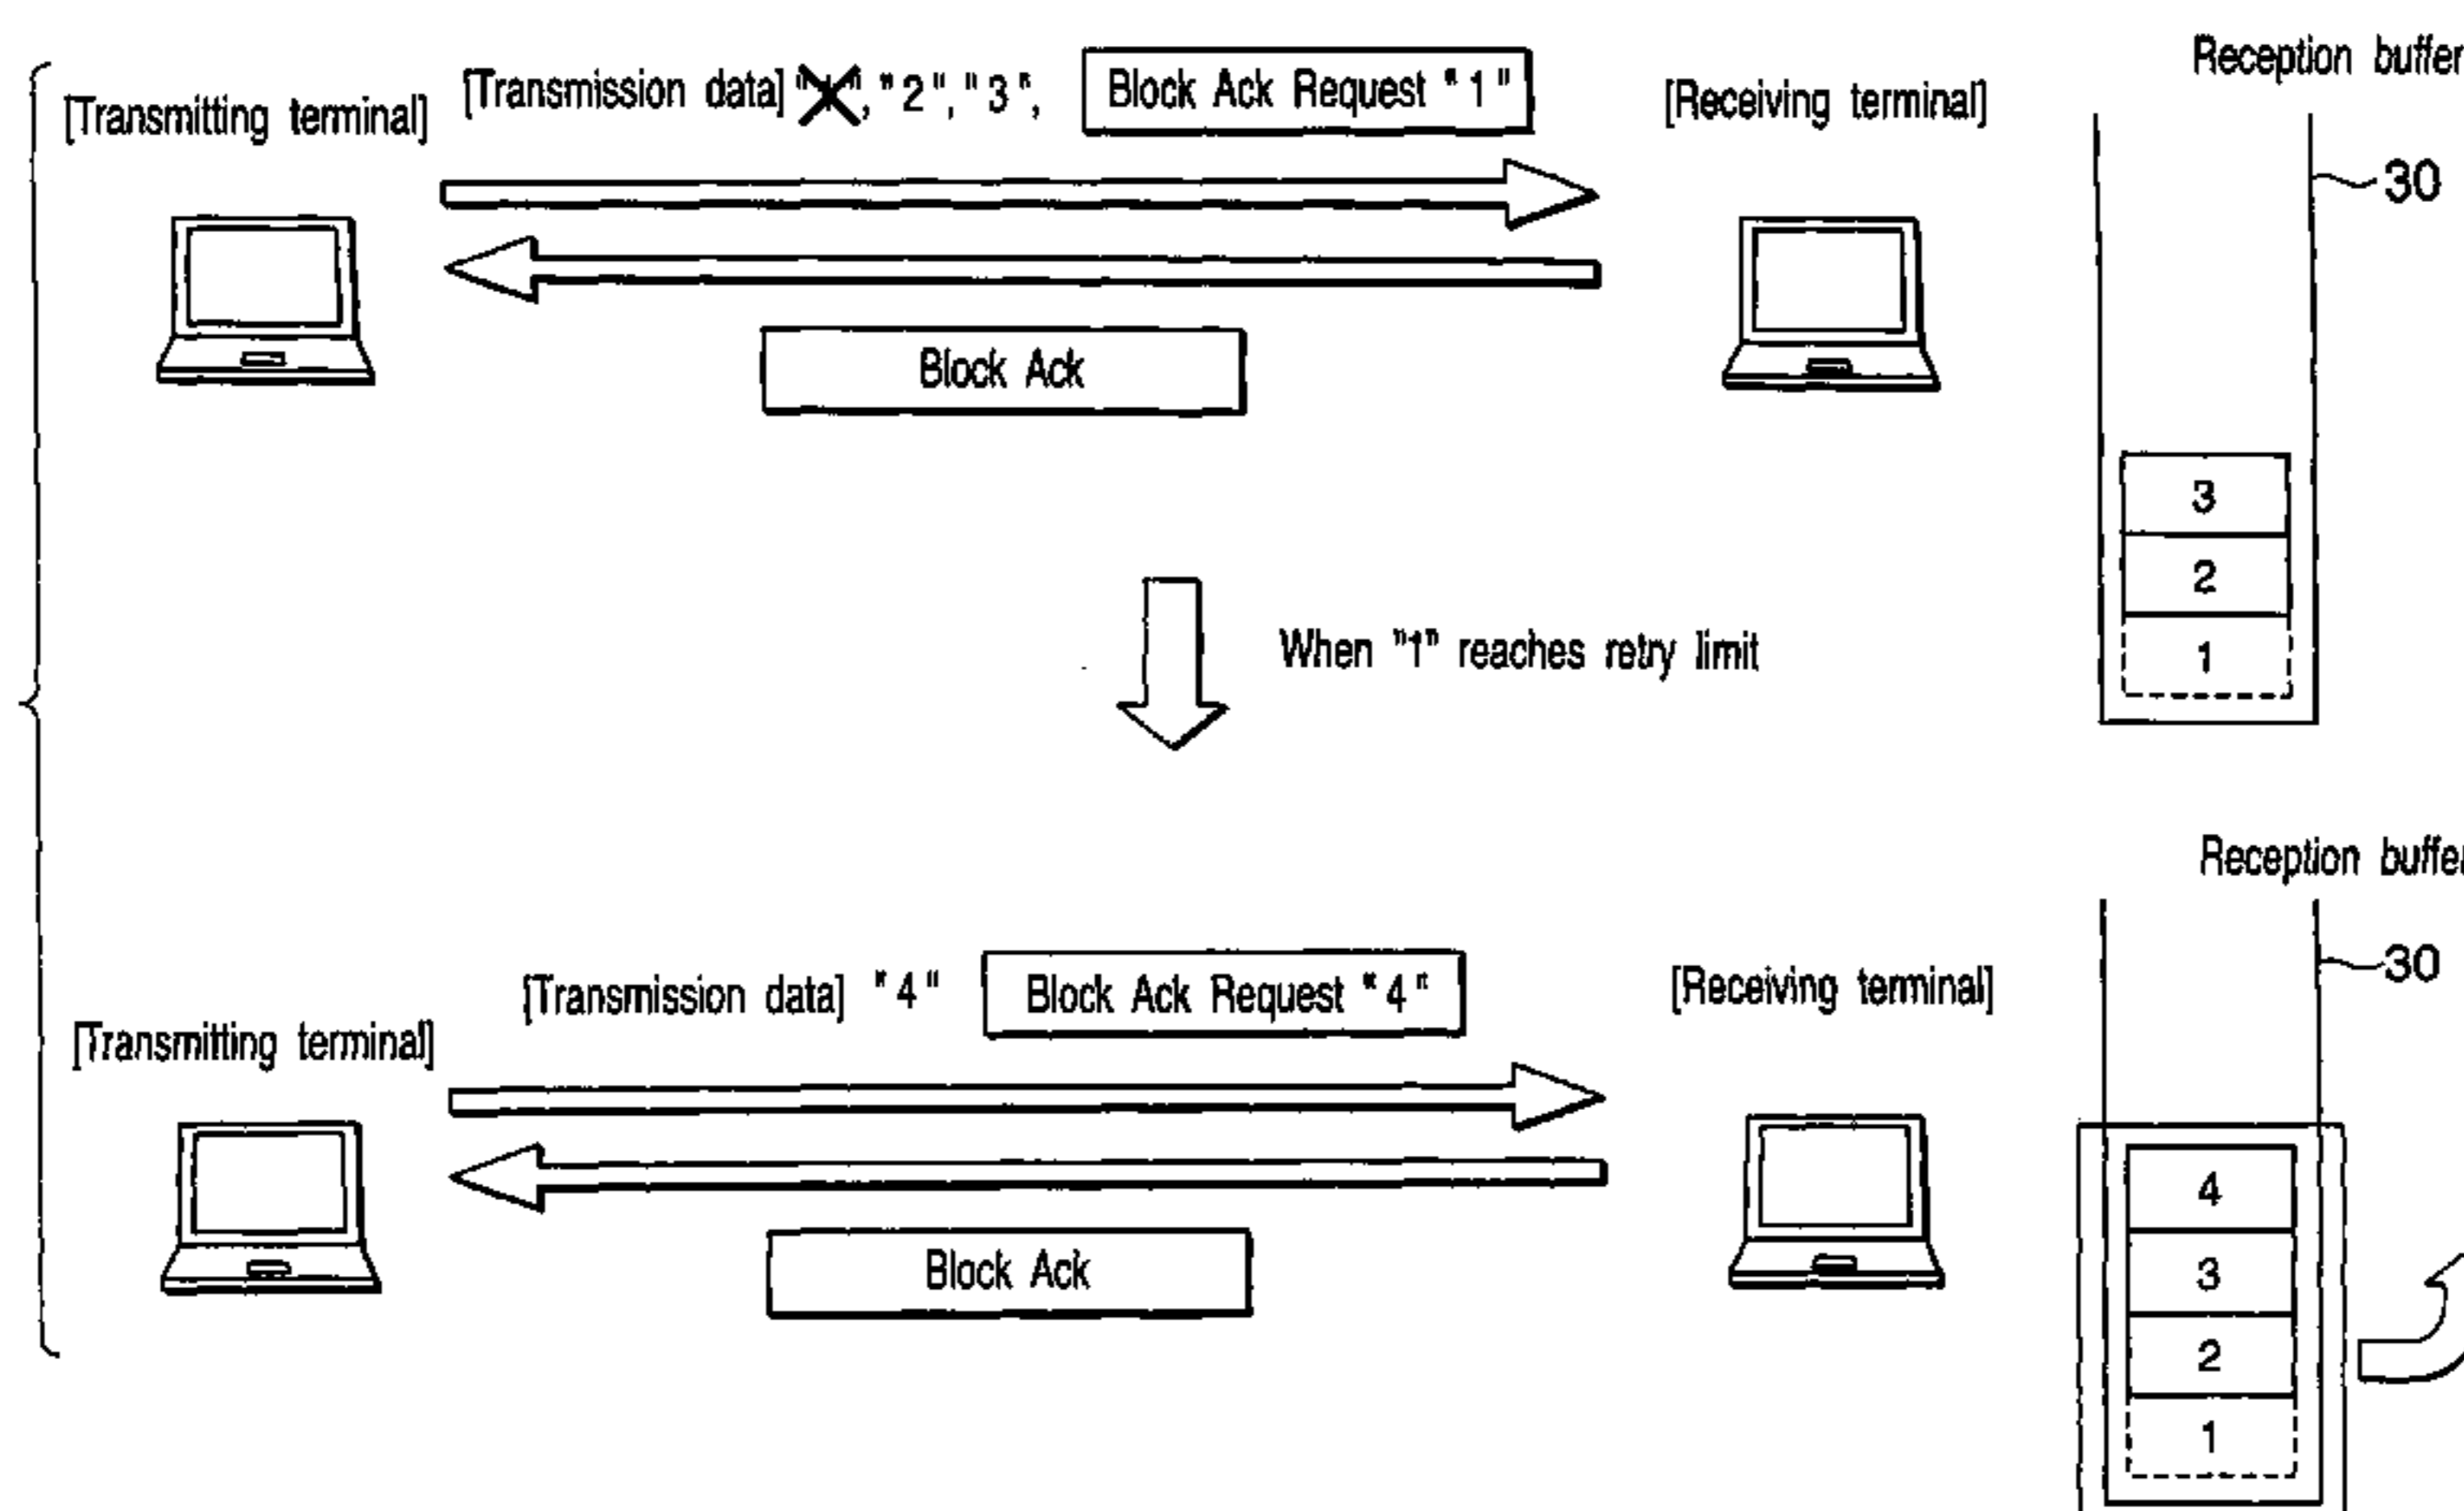 Reception buffer
[Transmitting terminal]
[Transmission data] "1", "2", "3", Block Ack Request "1"
[Receiving terminal]
30
Block Ack
3
2
1
When "1" reaches retry limit
Reception buffer
30
[Transmitting terminal]
[Transmission data] "4" Block Ack Request "4"
[Receiving terminal]
Block Ack
4
3
2
1